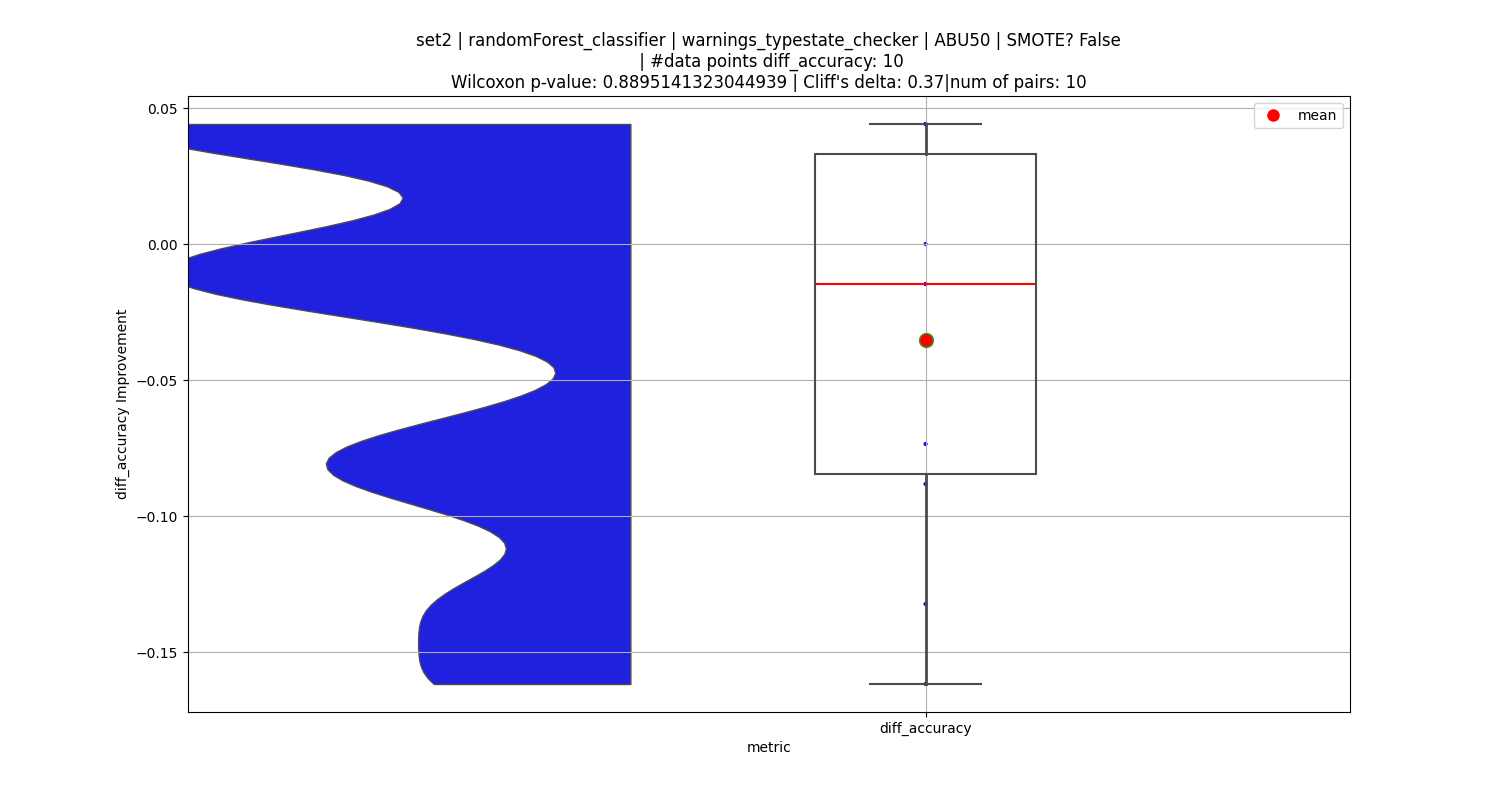 set2 | randomForest_classifier | warnings_typestate_checker | ABU50 | SMOTE? False
| #data points diff_accuracy: 10
Wilcoxon p-value: 0.8895141323044939 | Cliff's delta: 0.37|num of pairs: 10
mean
0.05
0.00
−0.05
−0.10
−0.15
diff_accuracy Improvement
diff_accuracy
metric